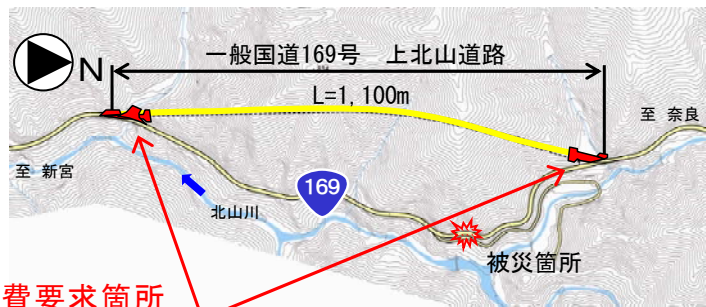 一般国道169号 上北山道路
N
L=1,100m
至 奈良
至 新宮
169
北山川
被災箇所
費要求箇所